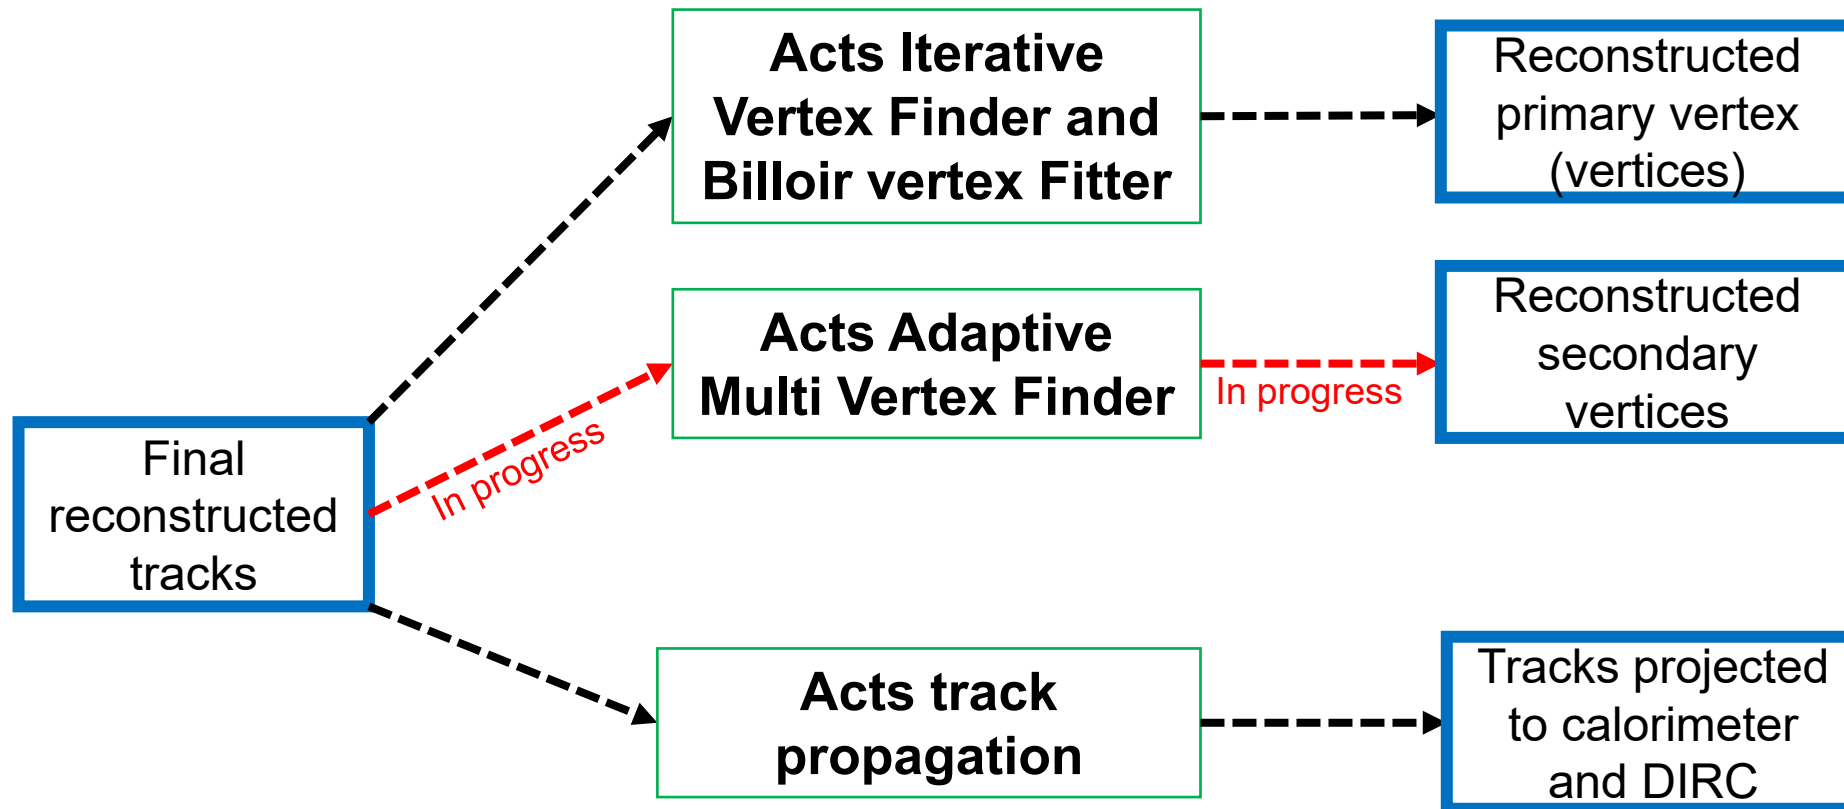 Acts Iterative
Vertex Finder and
Billoir vertex Fitter
Reconstructed
primary vertex
(vertices)
Acts Adaptive
Multi Vertex Finder
In progress
Reconstructed
secondary
vertices
Final
reconstructed
tracks
In progress
Acts track
propagation
Tracks projected
to calorimeter
and DIRC